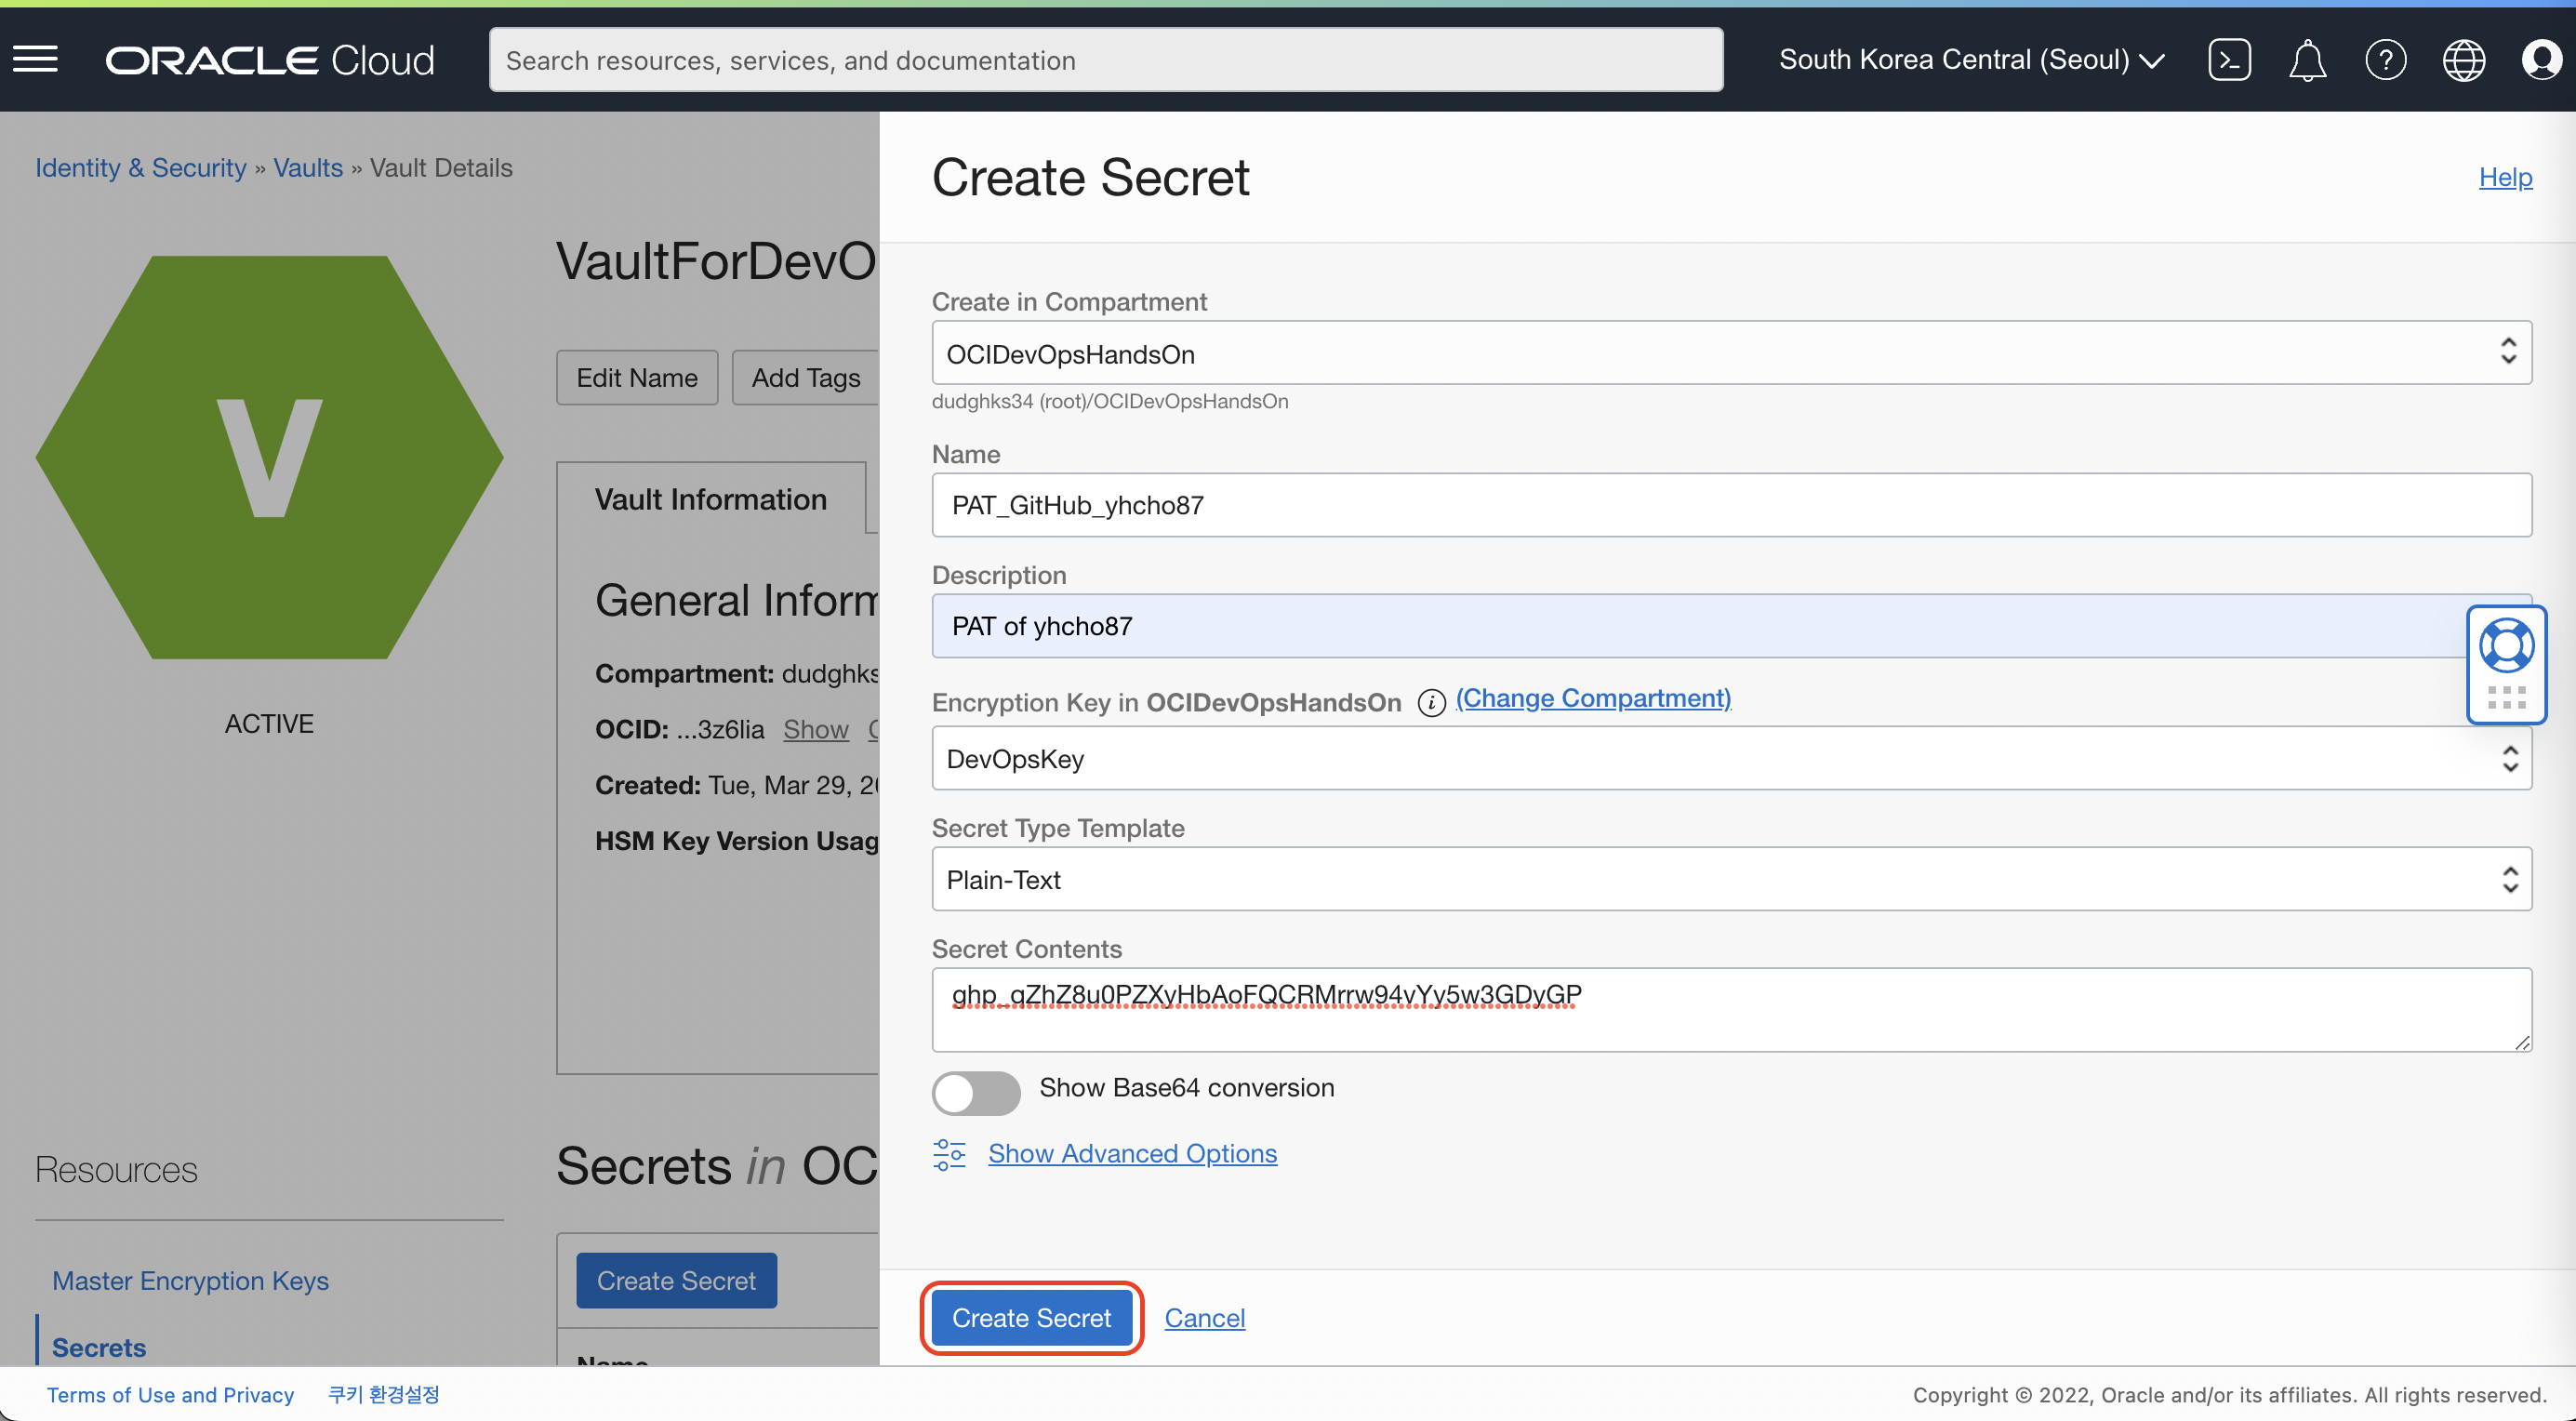 ORACLE Cloud
Search resources, services, and documentation
South Korea Central (Seoul)
Identity & Security » Vaults » Vault Details
V
ACTIVE
Resources
Master Encryption Keys
Secrets
VaultForDevO
Edit Name
Add Tags
Vault Information
General Inform
Compartment: dudghks
OCID: ...3z6lia Show
Created: Tue, Mar 29, 20
HSM Key Version Usag
Secrets in OC
Create Secret
Name
Create Secret
Help
Create in Compartment
OCIDevOpsHandsOn
dudghks34 (root)/OCIDevOpsHandsOn
Name
PAT_GitHub_yhcho87
Description
PAT of yhcho87
Encryption Key in OCIDevOpsHandsOn i (Change Compartment)
DevOpsKey
Secret Type Template
Plain-Text
Secret Contents
Show Base64 conversion
Show Advanced Options
Create Secret
Cancel
Terms of Use and Privacy
쿠키 환경설정
Copyright © 2022, Oracle and/or its affiliates. All rights reserved.